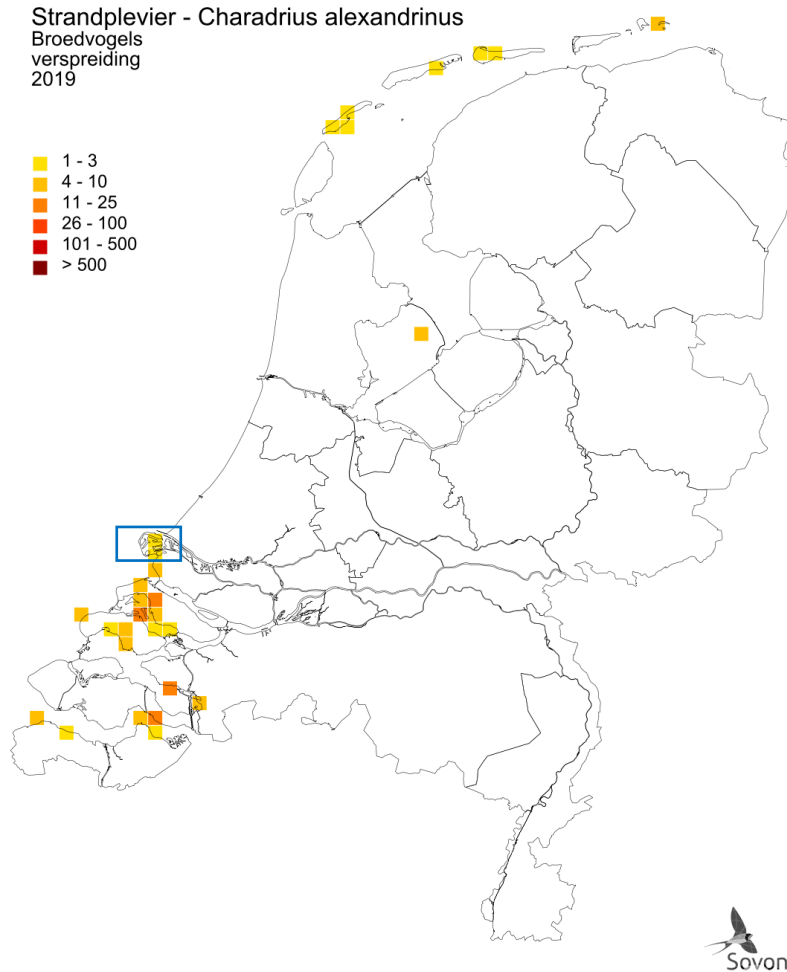 Strandplevier - Charadrius alexandrinus
Broedvogels
verspreiding
2019
1 - 3
4 - 10
11 - 25
26 - 100
101 - 500
> 500
Sovon